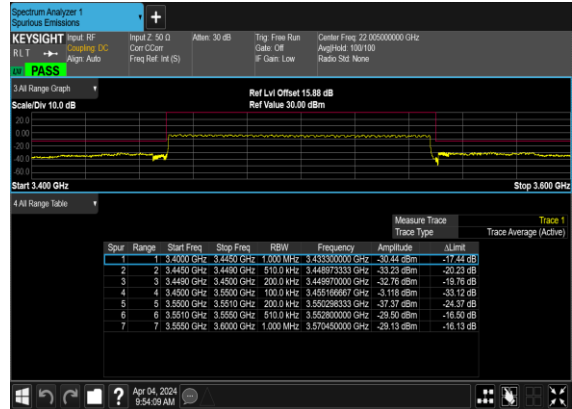 Spectrum Analyzer 1
Spurious Emissions
+
KEYSIGHT Input: RF Input Z: 50 Ω Atten: 30 dB Trig: Free Run Center Freq: 22.005000000 GHz
RLT Coupling: DC Corr CCorr Gate: Off Avg|Hold: 100/100
Align: Auto Freq Ref: Int (S) IF Gain: Low Radio Std: None
PASS
3 All Range Graph Ref Lvl Offset 15.88 dB
Scale/Div 10.0 dB Ref Value 30.00 dBm
20.0
0.00
-20.0
-40.0
-60.0
Start 3.400 GHz Stop 3.600 GHz
4 All Range Table
Measure Trace Trace 1
Trace Type Trace Average (Active)
Spur Range Start Freq Stop Freq RBW Frequency Amplitude ΔLimit
1 1 3.4000 GHz 3.4450 GHz 1.000 MHz 3.433300000 GHz -30.44 dBm -17.44 dB
2 2 3.4450 GHz 3.4490 GHz 510.0 kHz 3.448973333 GHz -33.23 dBm -20.23 dB
3 3 3.4490 GHz 3.4500 GHz 200.0 kHz 3.449970000 GHz -32.76 dBm -19.76 dB
4 4 3.4500 GHz 3.5500 GHz 100.0 kHz 3.455166667 GHz -3.118 dBm -33.12 dB
5 5 3.5500 GHz 3.5510 GHz 200.0 kHz 3.550298333 GHz -37.37 dBm -24.37 dB
6 6 3.5510 GHz 3.5550 GHz 510.0 kHz 3.552800000 GHz -29.50 dBm -16.50 dB
7 7 3.5550 GHz 3.6000 GHz 1.000 MHz 3.570450000 GHz -29.13 dBm -16.13 dB
? Apr 04, 2024
9:54:09 AM